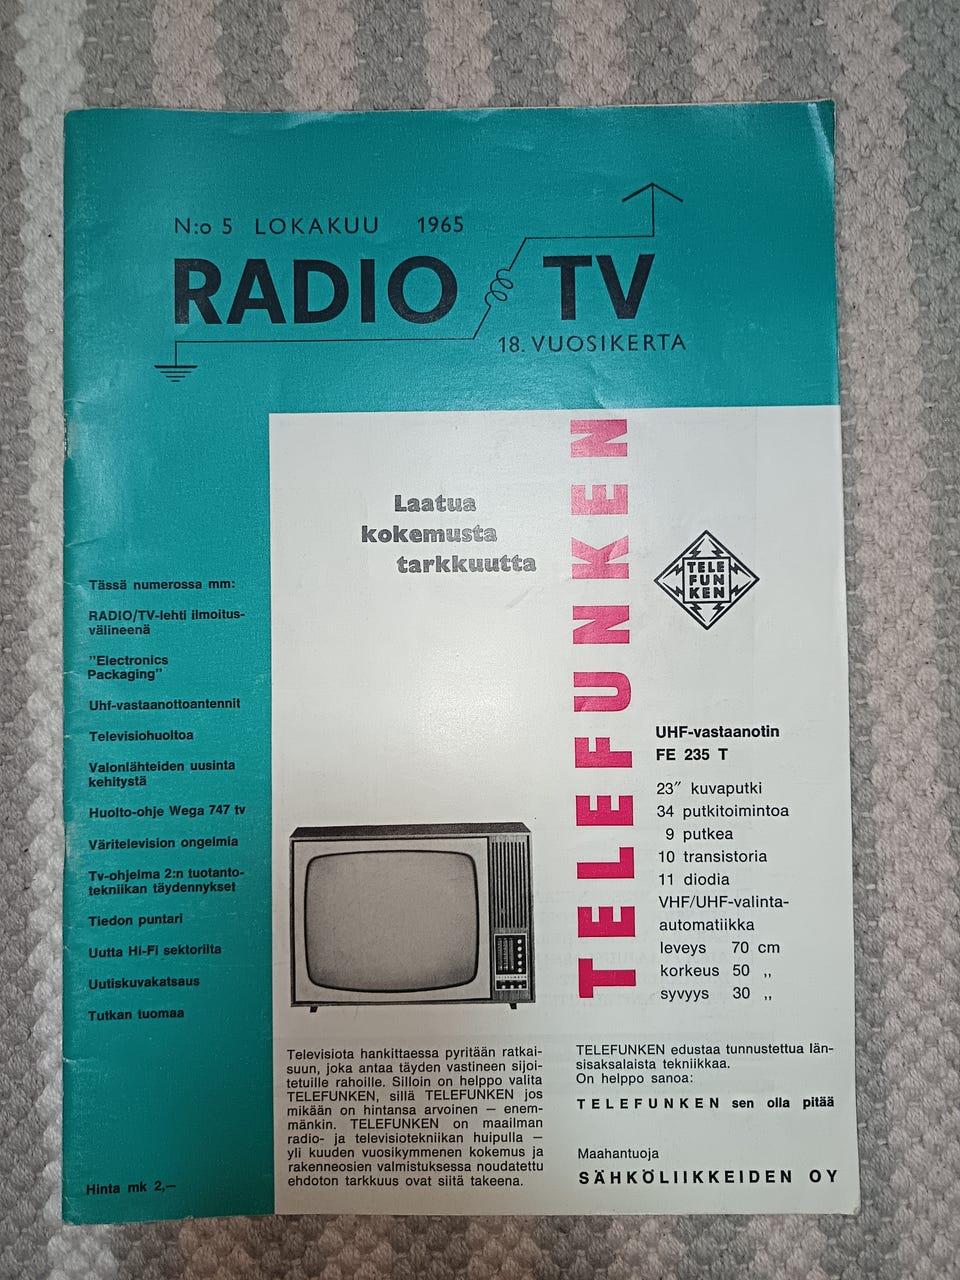 N:o 5 LOKAKUU 1965
RADIO TV
18. VUOSIKERTA
Tässä numerossa mm:
RADIO/TV-lehti ilmoitus-
välineenä
"Electronics
Packaging"
Uhf-vastaanottoantennit
Televisiohuoltoa
Valonlähteiden uusinta
kehitystä
Huolto-ohje Wega 747 tv
Väritelevision ongelmia
Tv-ohjelma 2:n tuotanto-
tekniikan täydennykset
Tiedon puntari
Uutta Hi-Fi sektorilta
Uutiskuvakatsaus
Tutkan tuomaa
Hinta mk 2,—
Laatua
kokemusta
tarkkuutta
TELEFUNKEN
TELE
FUN
KEN
UHF-vastaanotin
FE 235 T
23″ kuvaputki
34 putkitoimintoa
9 putkea
10 transistoria
11 diodia
VHF/UHF-valinta-
automatiikka
leveys 70 cm
korkeus 50 ,,
syvyys 30 ,,
Televisiota hankittaessa pyritään ratkai-
suun, joka antaa täyden vastineen sijoi-
tetuille rahoille. Silloin on helppo valita
TELEFUNKEN, sillä TELEFUNKEN jos
mikään on hintansa arvoinen — enem-
mänkin. TELEFUNKEN on maailman
radio- ja televisiotekniikan huipulla —
yli kuuden vuosikymmenen kokemus ja
rakenneosien valmistuksessa noudatettu
ehdoton tarkkuus ovat siitä takeena.
TELEFUNKEN edustaa tunnustettua län-
sisaksalaista tekniikkaa.
On helppo sanoa:
TELEFUNKEN sen olla pitää
Maahantuoja
SÄHKÖLIIKKEIDEN OY